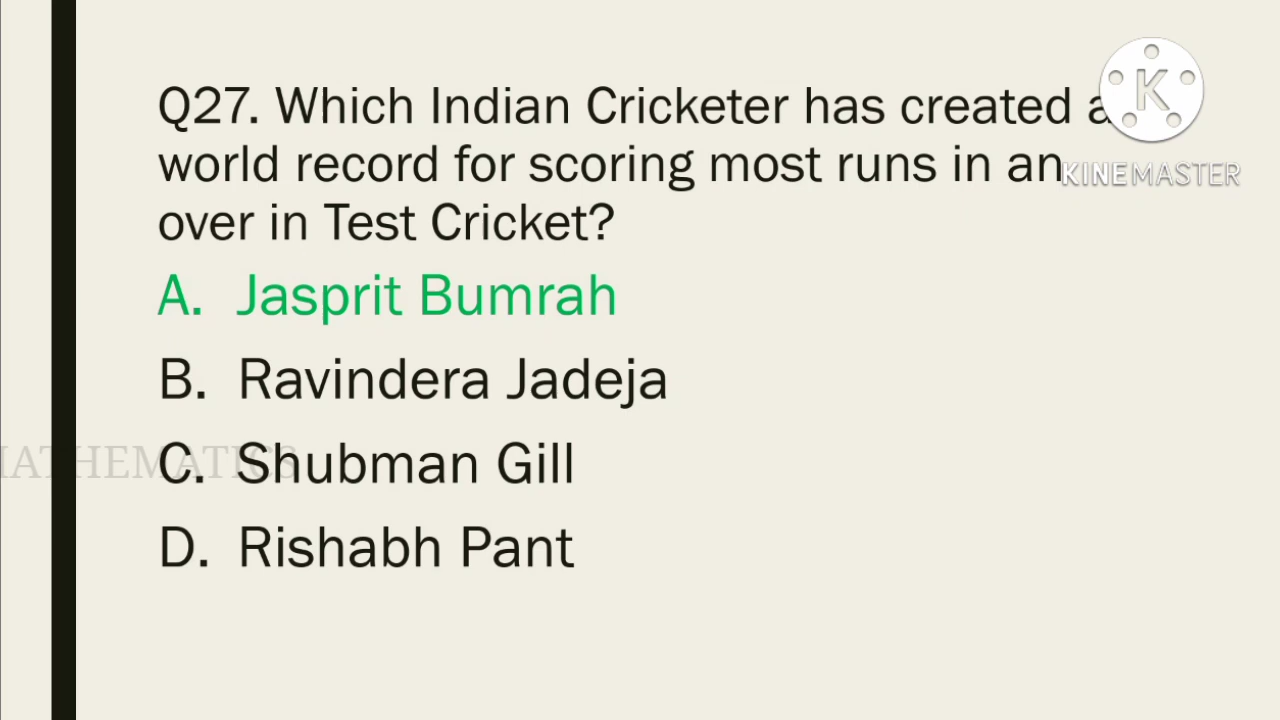 Q27. Which Indian Cricketer has created a
world record for scoring most runs in an
over in Test Cricket?
A. Jasprit Bumrah
B. Ravindera Jadeja
C. Shubman Gill
D. Rishabh Pant
K
KINEMASTER
MATHEMATICS